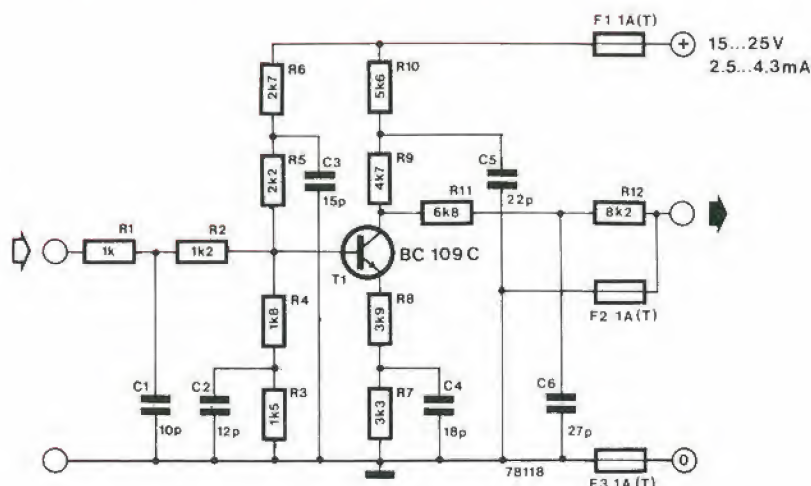 F1 1A(T)
+
15...25V
2.5...4.3mA
R6
2k7
R10
5k6
R5
2k2
C3
15p
R9
4k7
C5
22p
R11
6k8
R12
8k2
R1
1k
R2
1k2
BC 109C
T1
R4
1k8
R8
3k9
F2 1A(T)
C1
10p
C2
12p
R3
1k5
R7
3k3
C4
18p
C6
27p
78118
0
F3 1A(T)